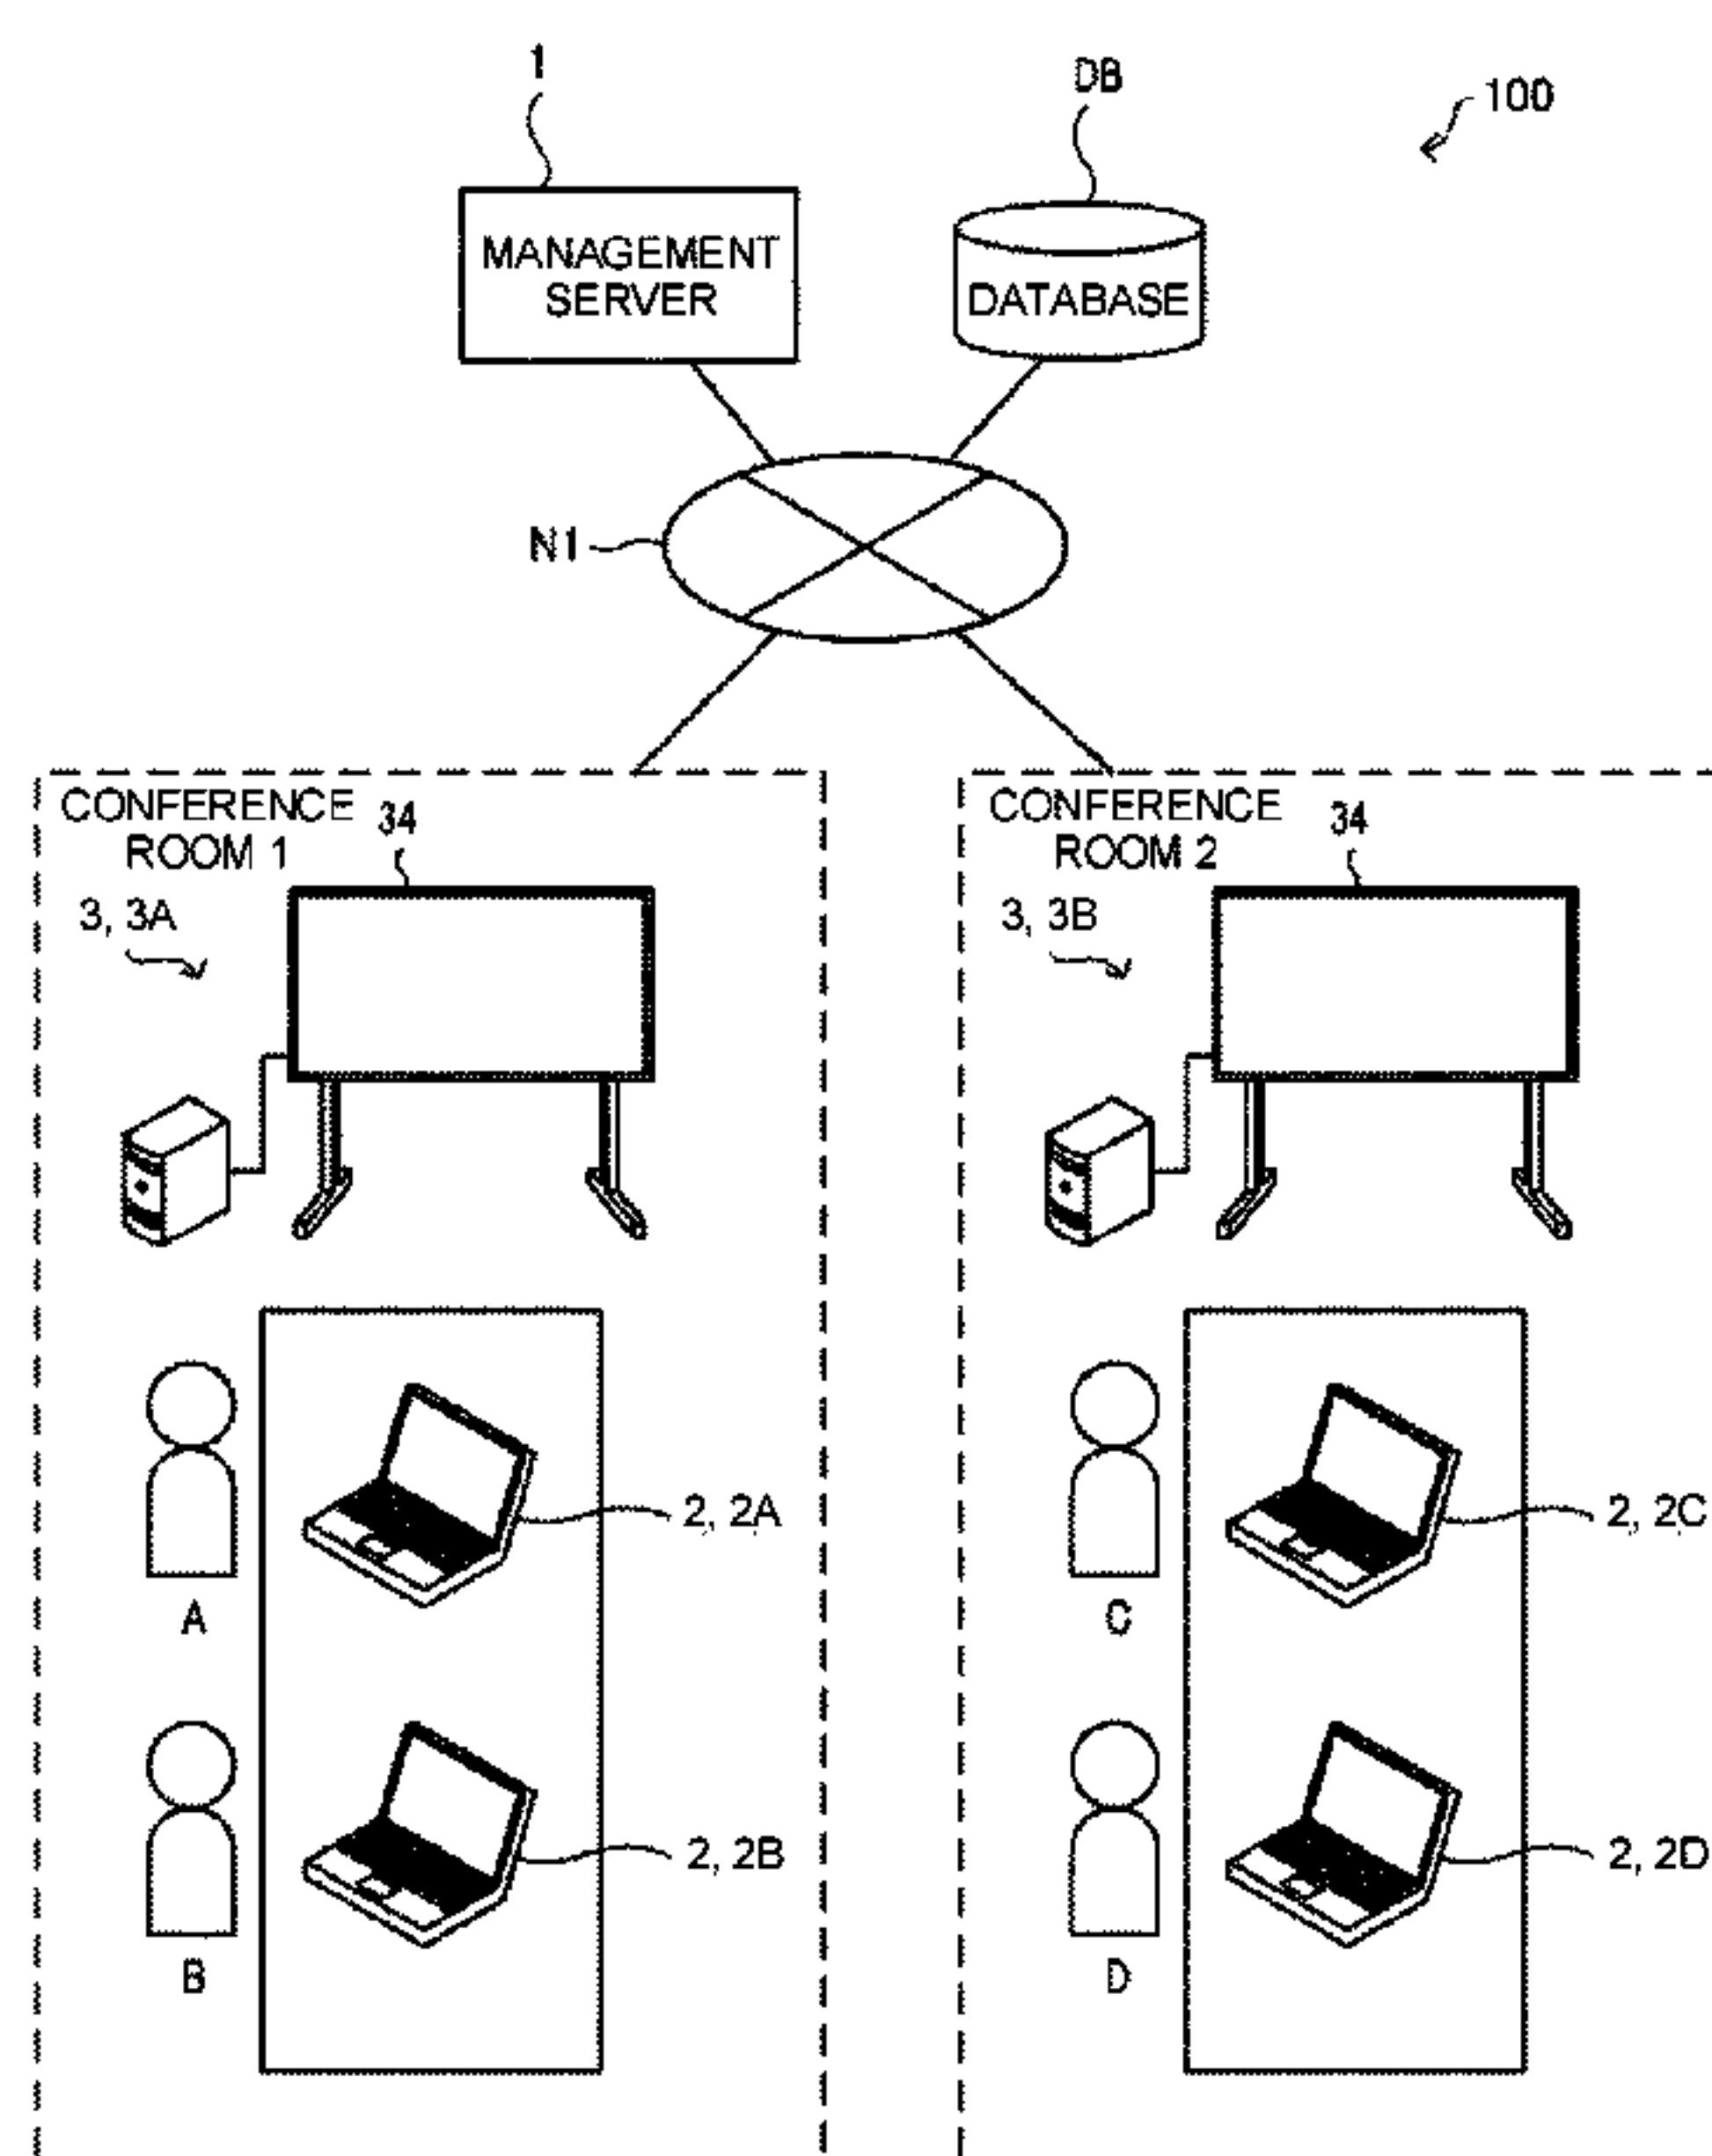 1
DB
100
MANAGEMENT
SERVER
DATABASE
N1
CONFERENCE
ROOM 1
34
3, 3A
2, 2A
A
2, 2B
B
CONFERENCE
ROOM 2
34
3, 3B
2, 2C
C
2, 2D
D